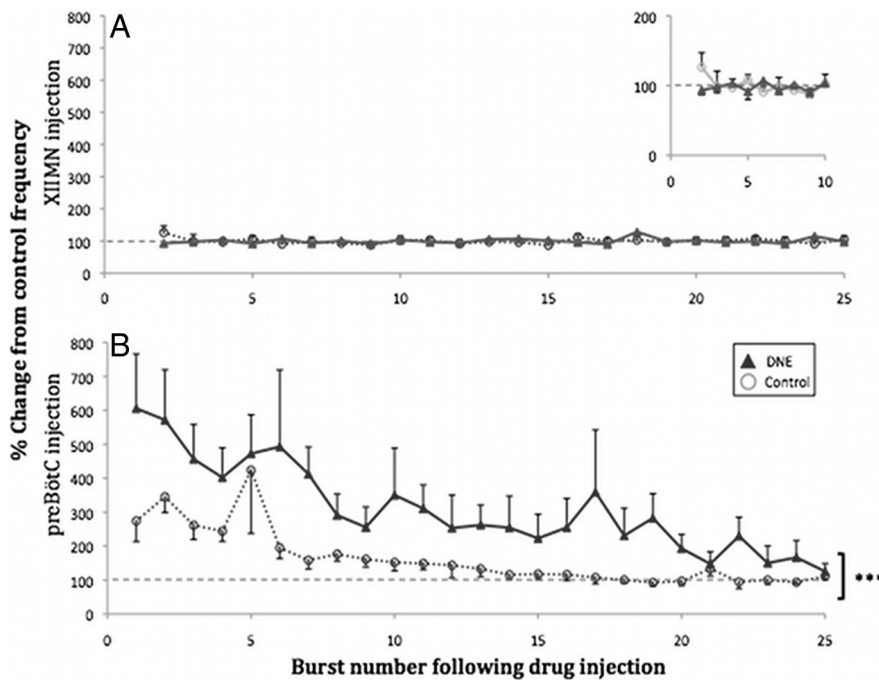 A
% Change from control frequency
XIIMN injection
800
700
600
500
400
300
200
100
0
0 5 10 15 20 25
200
100
0
0 5 10
B
preBötC injection
800
700
600
500
400
300
200
100
0
0 5 10 15 20 25
DNE
Control
***
Burst number following drug injection